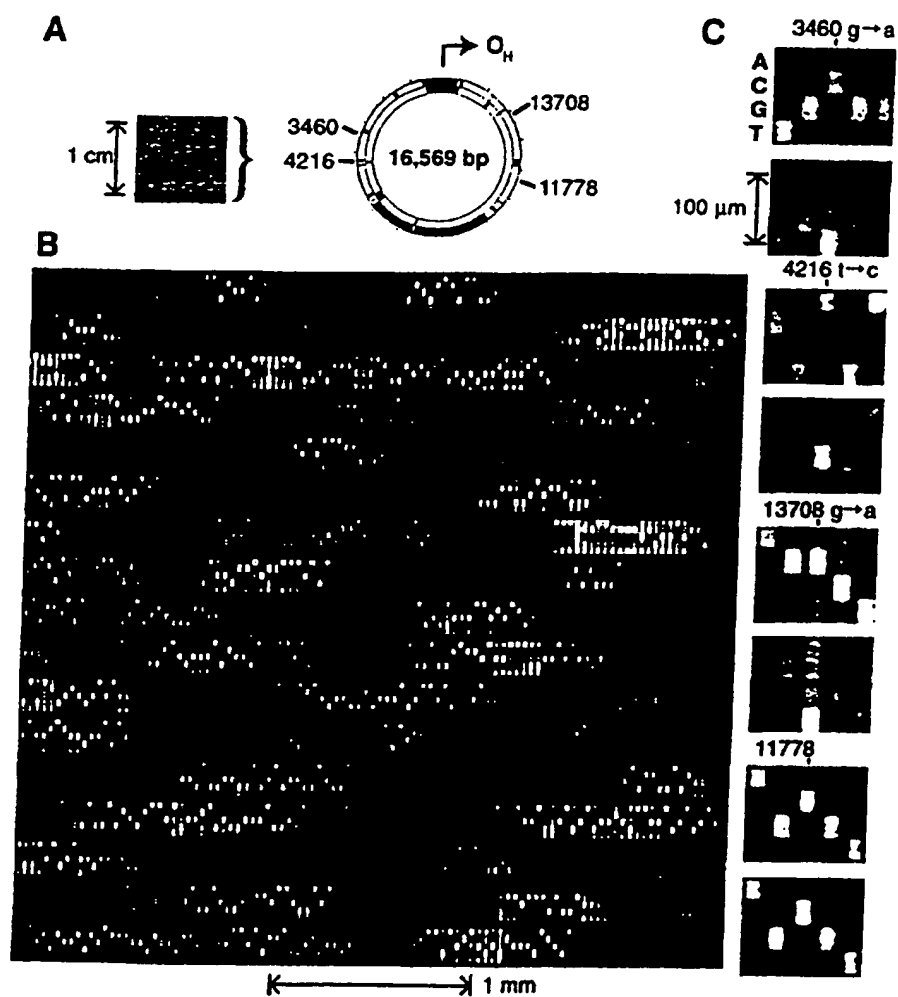 A
O_H
13708
3460
4216
1 cm
16,569 bp
11778
B
1 mm
C
3460 g→a
A
C
G
T
100 µm
4216 t→c
13708 g→a
11778